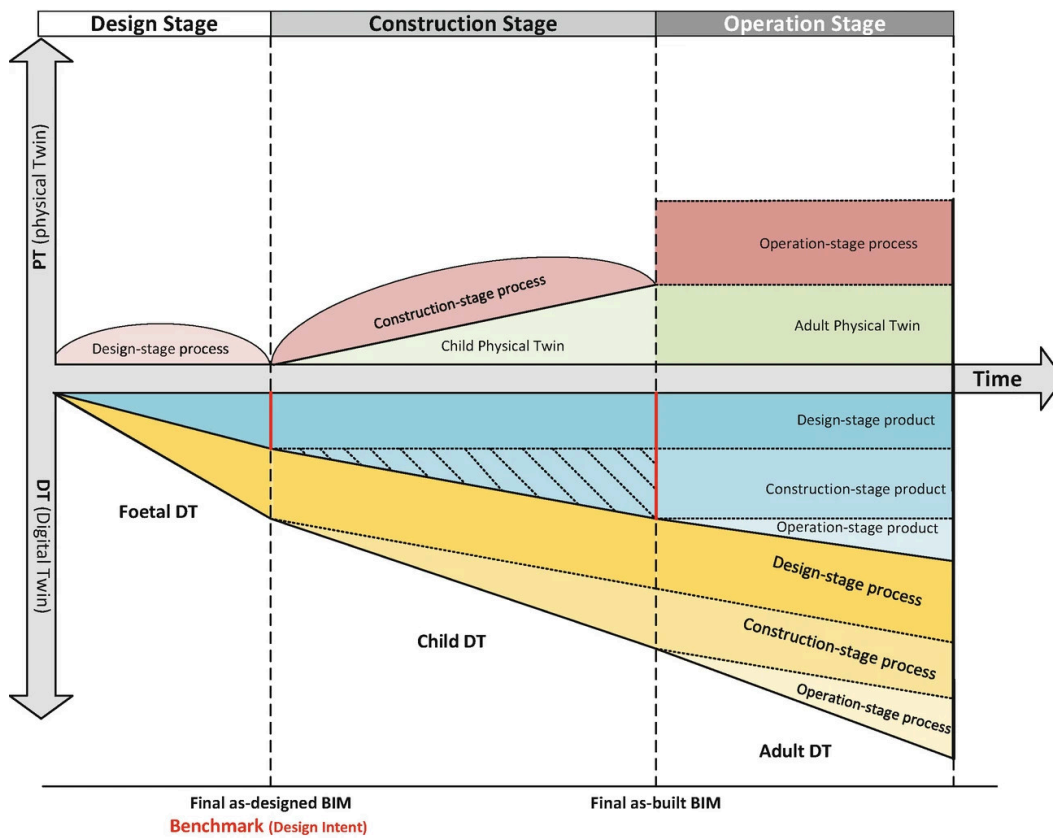 Design Stage
Construction Stage
Operation Stage
PT (physical Twin)
Operation-stage process
Construction-stage process
Design-stage process
Child Physical Twin
Adult Physical Twin
Time
DT (Digital Twin)
Design-stage product
Construction-stage product
Operation-stage product
Foetal DT
Design-stage process
Child DT
Construction-stage process
Operation-stage process
Adult DT
Final as-designed BIM
Final as-built BIM
Benchmark (Design Intent)